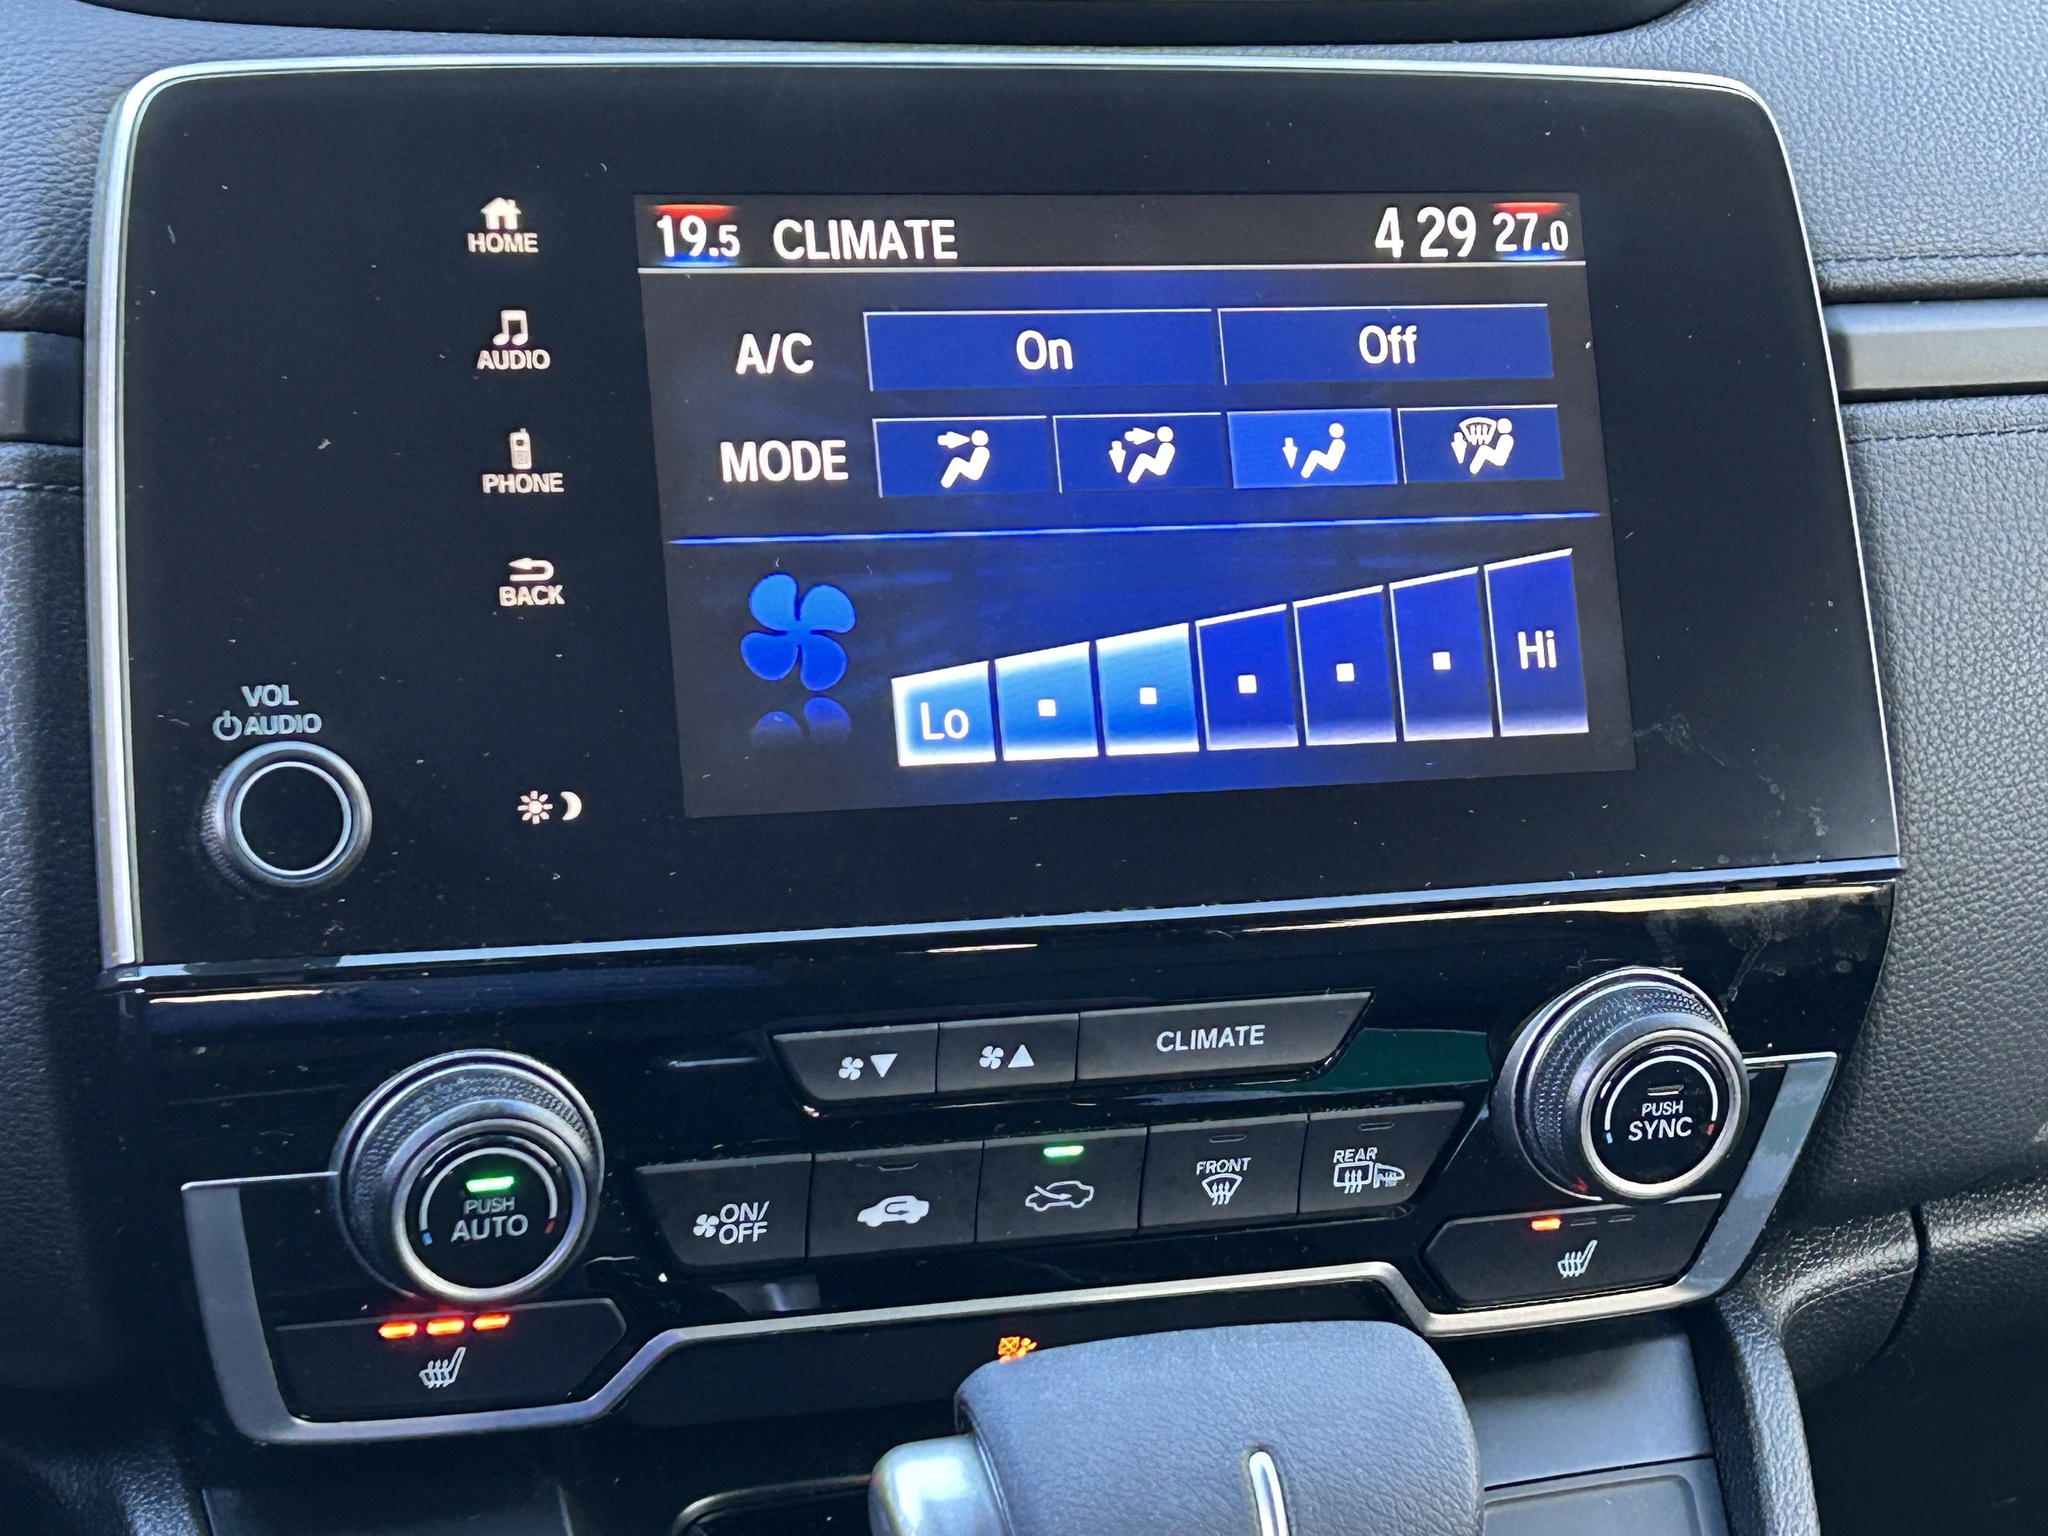 19.5 CLIMATE 4 29 27.0
HOME
A/C On Off
AUDIO
MODE
PHONE
BACK
Lo Hi
VOL
AUDIO
CLIMATE
PUSH
SYNC
FRONT
REAR
PUSH
AUTO
ON/
OFF